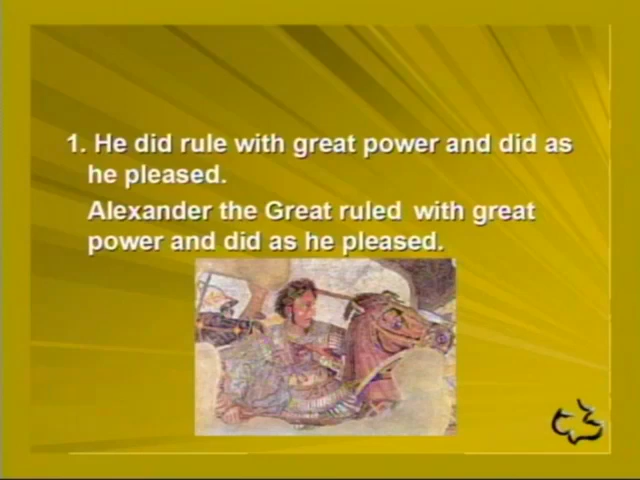 1. He did rule with great power and did as
he pleased.
Alexander the Great ruled with great
power and did as he pleased.